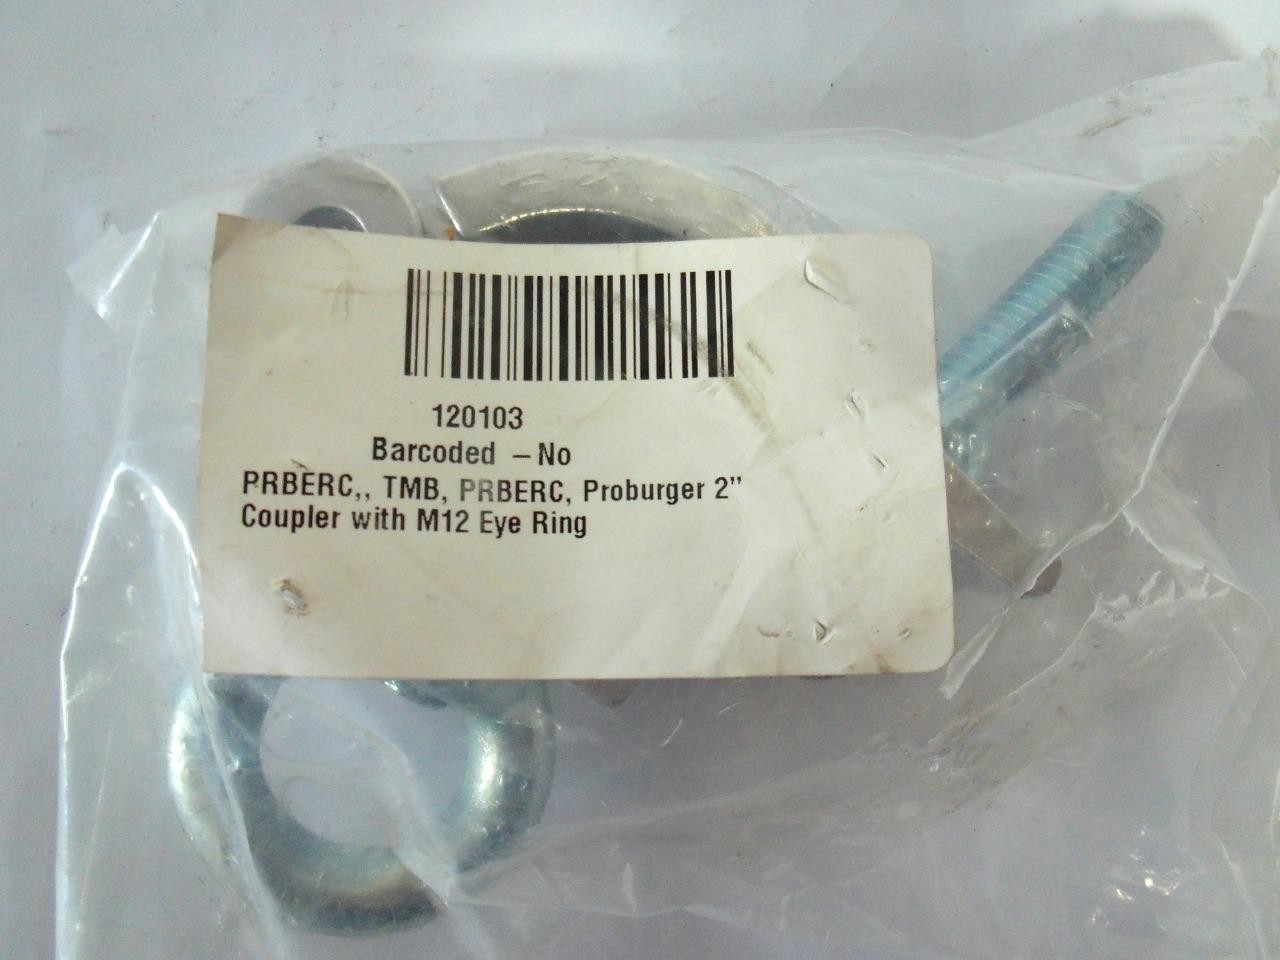 120103
Barcoded – No
PRBERC,, TMB, PRBERC, Proburger 2”
Coupler with M12 Eye Ring